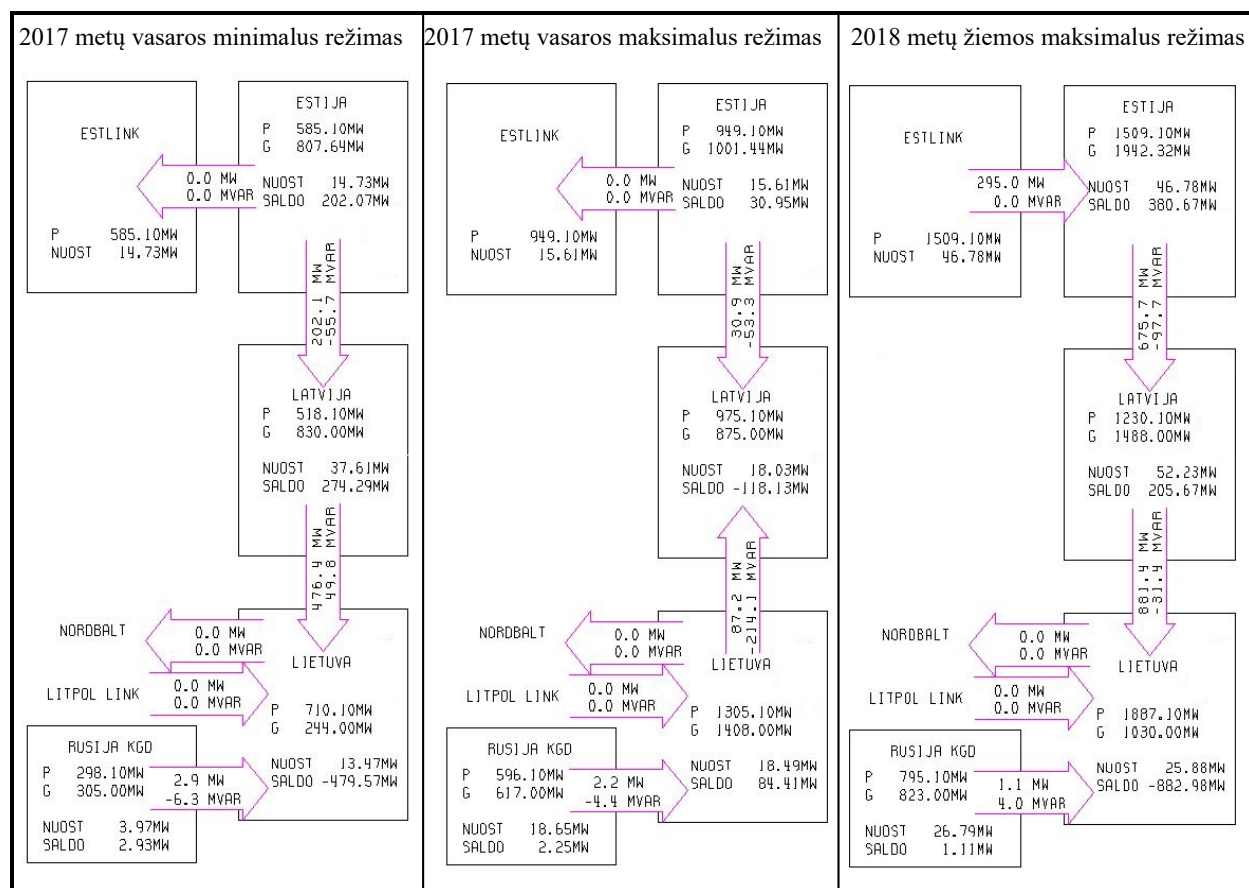 2017 metų vasaros minimalus režimas
ESTLINK
ESTIJA
P 585.10MW
G 807.64MW
0.0 MW
0.0 MVAR
NUOST 14.73MW
SALDO 202.07MW
P 585.10MW
NUOST 14.73MW
202.1 MW
-55.7 MVAR
LATVIJA
P 518.10MW
G 830.00MW
NUOST 37.61MW
SALDO 274.29MW
476.4 MW
49.8 MVAR
NORDBALT
0.0 MW
0.0 MVAR
LIETUVA
LITPOL LINK
0.0 MW
0.0 MVAR
P 710.10MW
G 244.00MW
RUSIJA KGD
P 298.10MW
G 305.00MW
2.9 MW
-6.3 MVAR
NUOST 13.47MW
SALDO -479.57MW
NUOST 3.97MW
SALDO 2.93MW
2017 metų vasaros maksimalus režimas
ESTLINK
ESTIJA
P 949.10MW
G 1001.44MW
0.0 MW
0.0 MVAR
NUOST 15.61MW
SALDO 30.95MW
P 949.10MW
NUOST 15.61MW
30.9 MW
-53.3 MVAR
LATVIJA
P 975.10MW
G 875.00MW
NUOST 18.03MW
SALDO -118.13MW
87.2 MW
-214.1 MVAR
NORDBALT
0.0 MW
0.0 MVAR
LIETUVA
LITPOL LINK
0.0 MW
0.0 MVAR
P 1305.10MW
G 1408.00MW
RUSIJA KGD
P 596.10MW
G 617.00MW
2.2 MW
-4.4 MVAR
NUOST 18.49MW
SALDO 84.41MW
NUOST 18.65MW
SALDO 2.25MW
2018 metų žiemos maksimalus režimas
ESTLINK
ESTIJA
P 1509.10MW
G 1942.32MW
295.0 MW
0.0 MVAR
NUOST 46.78MW
SALDO 380.67MW
P 1509.10MW
NUOST 46.78MW
675.7 MW
-97.7 MVAR
LATVIJA
P 1230.10MW
G 1488.00MW
NUOST 52.23MW
SALDO 205.67MW
881.4 MW
-31.4 MVAR
NORDBALT
0.0 MW
0.0 MVAR
LIETUVA
LITPOL LINK
0.0 MW
0.0 MVAR
P 1887.10MW
G 1030.00MW
RUSIJA KGD
P 795.10MW
G 823.00MW
1.1 MW
4.0 MVAR
NUOST 25.88MW
SALDO -882.98MW
NUOST 26.79MW
SALDO 1.11MW